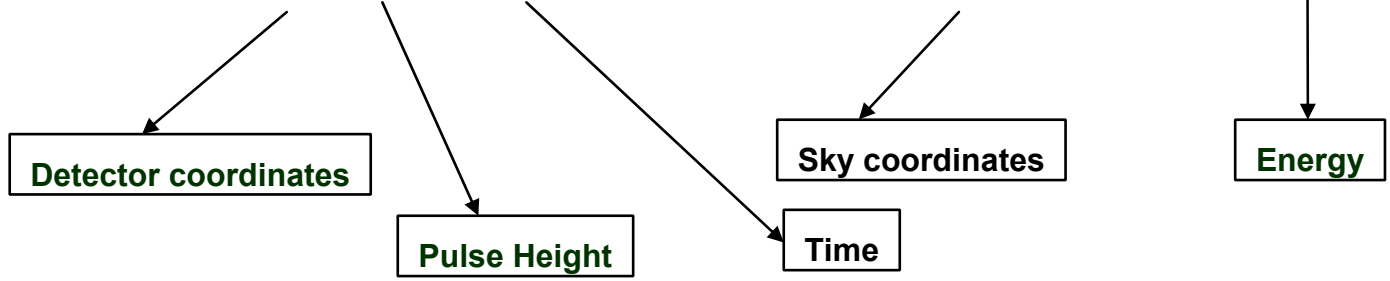 Detector coordinates
Sky coordinates
Energy
Pulse Height
Time